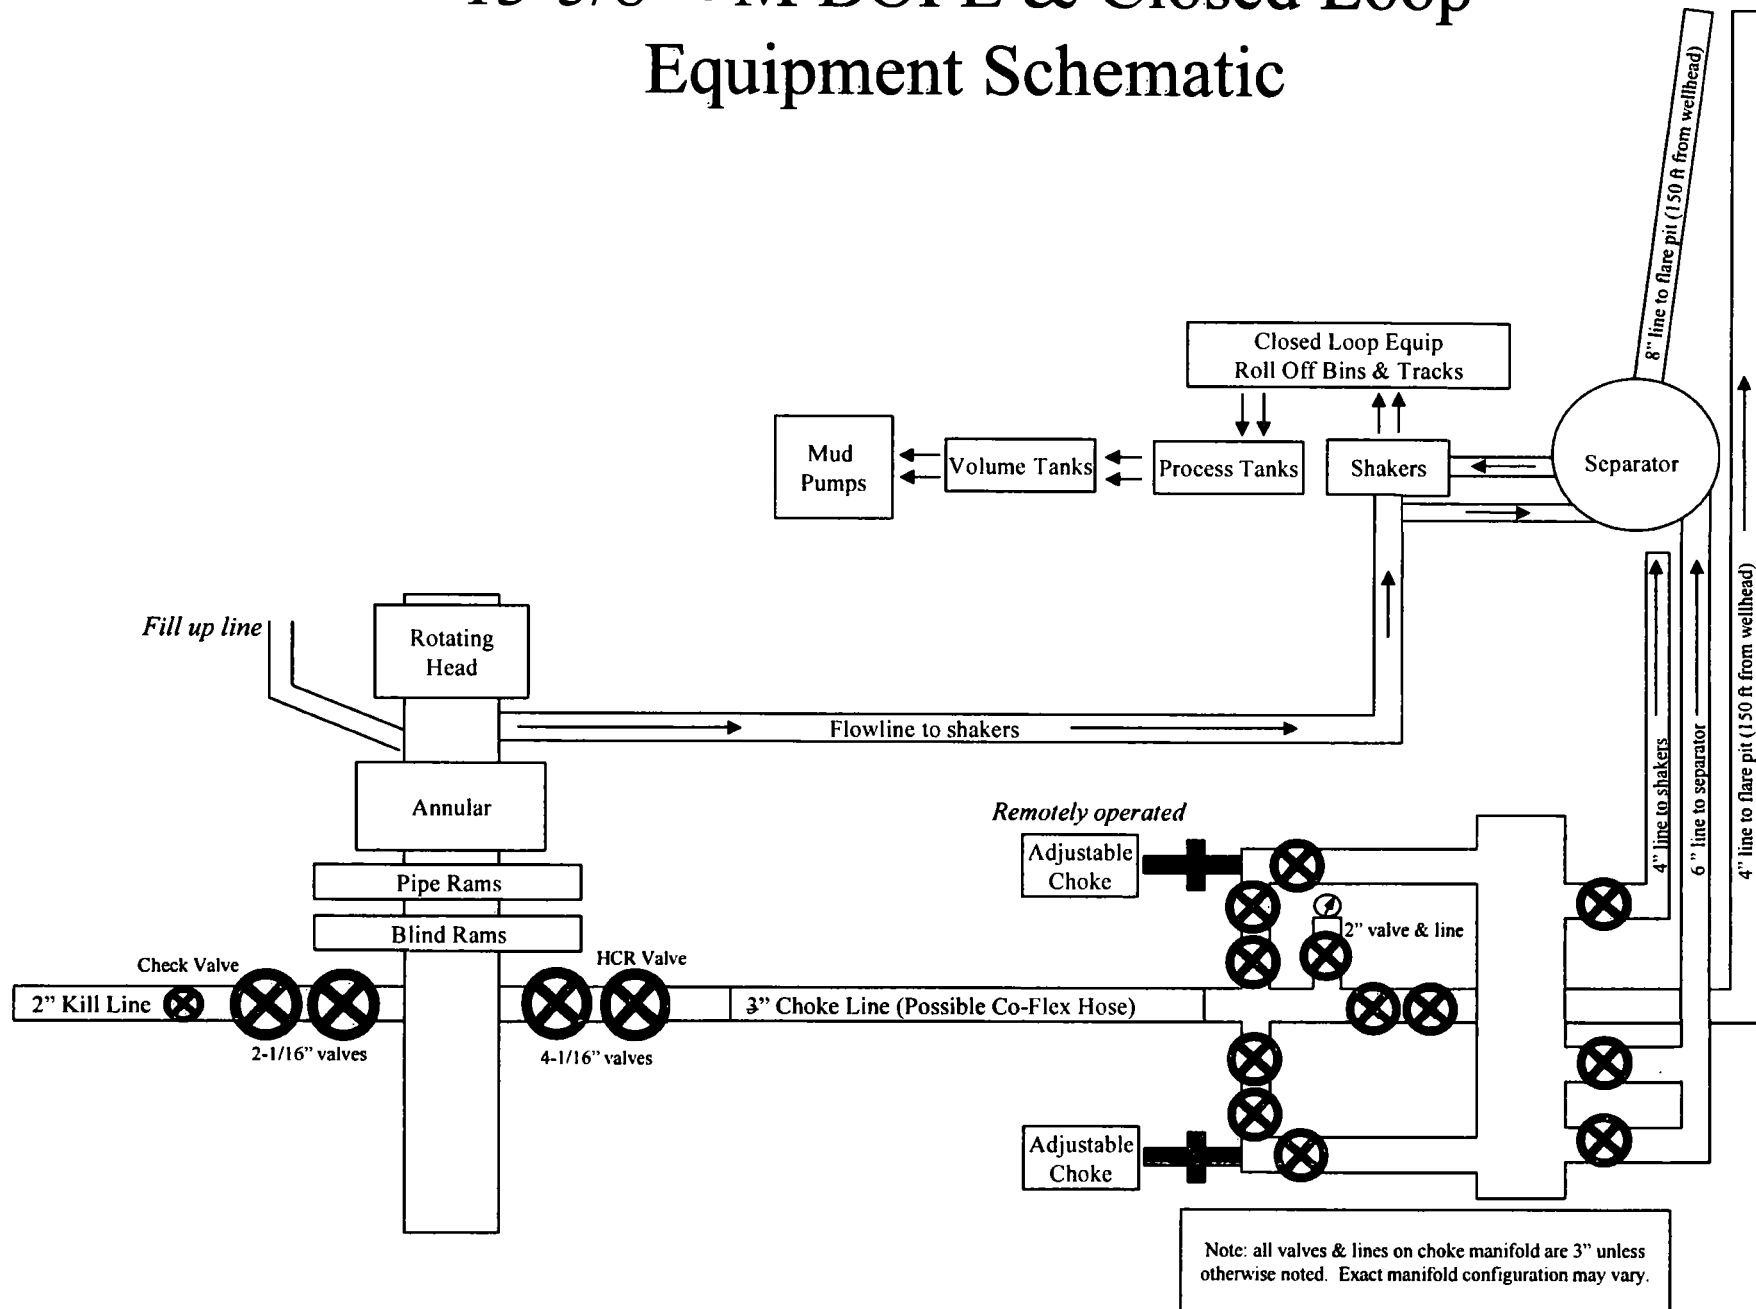 Equipment Schematic
8" line to flare pit (150 ft from wellhead)
4" line to flare pit (150 ft from wellhead)
Closed Loop Equip
Roll Off Bins & Tracks
Mud
Pumps
Volume Tanks
Process Tanks
Shakers
Separator
Fill up line
Rotating
Head
Flowline to shakers
Annular
Pipe Rams
Blind Rams
Remotely operated
Adjustable
Choke
4" line to shakers
6" line to separator
2" valve & line
Check Valve
HCR Valve
2" Kill Line
3" Choke Line (Possible Co-Flex Hose)
2-1/16" valves
4-1/16" valves
Adjustable
Choke
Note: all valves & lines on choke manifold are 3" unless
otherwise noted. Exact manifold configuration may vary.